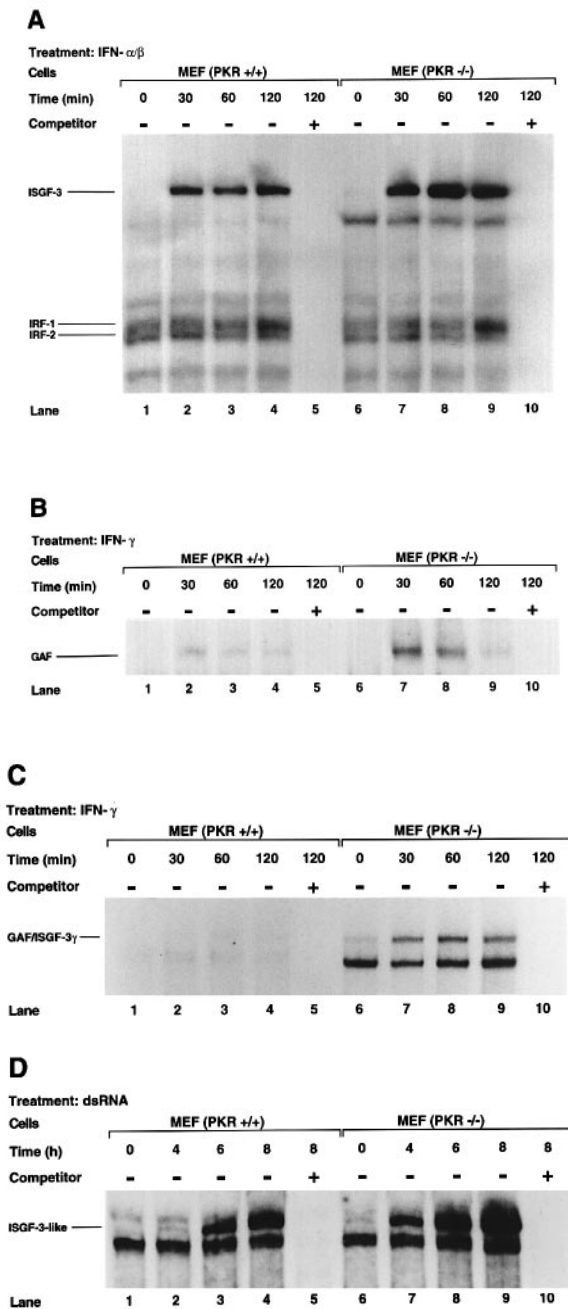 A
Treatment: IFN- α/β
Cells MEF (PKR +/+) MEF (PKR -/-)
Time (min) 0 30 60 120 120 0 30 60 120 120
Competitor - - - - + - - - - +
ISGF-3
IRF-1
IRF-2
Lane 1 2 3 4 5 6 7 8 9 10
B
Treatment: IFN- γ
Cells MEF (PKR +/+) MEF (PKR -/-)
Time (min) 0 30 60 120 120 0 30 60 120 120
Competitor - - - - + - - - - +
GAF
Lane 1 2 3 4 5 6 7 8 9 10
C
Treatment: IFN- γ
Cells MEF (PKR +/+) MEF (PKR -/-)
Time (min) 0 30 60 120 120 0 30 60 120 120
Competitor - - - - + - - - - +
GAF/ISGF-3γ
Lane 1 2 3 4 5 6 7 8 9 10
D
Treatment: dsRNA
Cells MEF (PKR +/+) MEF (PKR -/-)
Time (h) 0 4 6 8 8 0 4 6 8 8
Competitor - - - - + - - - - +
ISGF-3-like
Lane 1 2 3 4 5 6 7 8 9 10